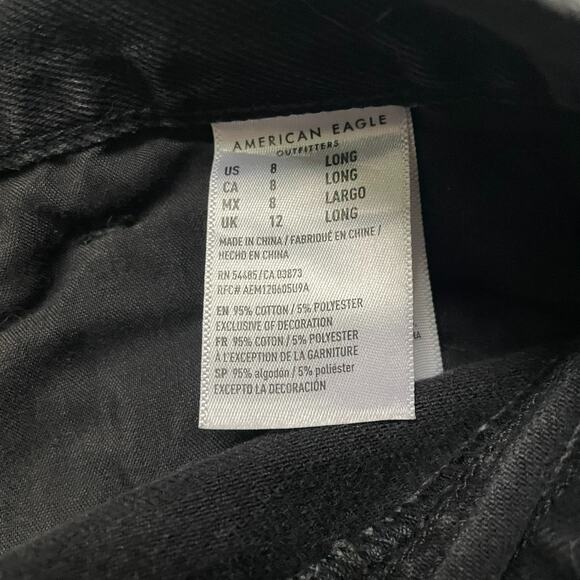 AMERICAN EAGLE
OUTFITTERS
US 8 LONG
CA 8 LONG
MX 8 LARGO
UK 12 LONG
MADE IN CHINA / FABRIQUÉ EN CHINE /
HECHO EN CHINA
RN 54485/CA 03873
RFC# AEM120605U9A
EN 95% COTTON / 5% POLYESTER
EXCLUSIVE OF DECORATION
FR 95% COTON / 5% POLYESTER
À L'EXCEPTION DE LA GARNITURE
SP 95% algodón / 5% poliéster
EXCEPTO LA DECORACIÓN